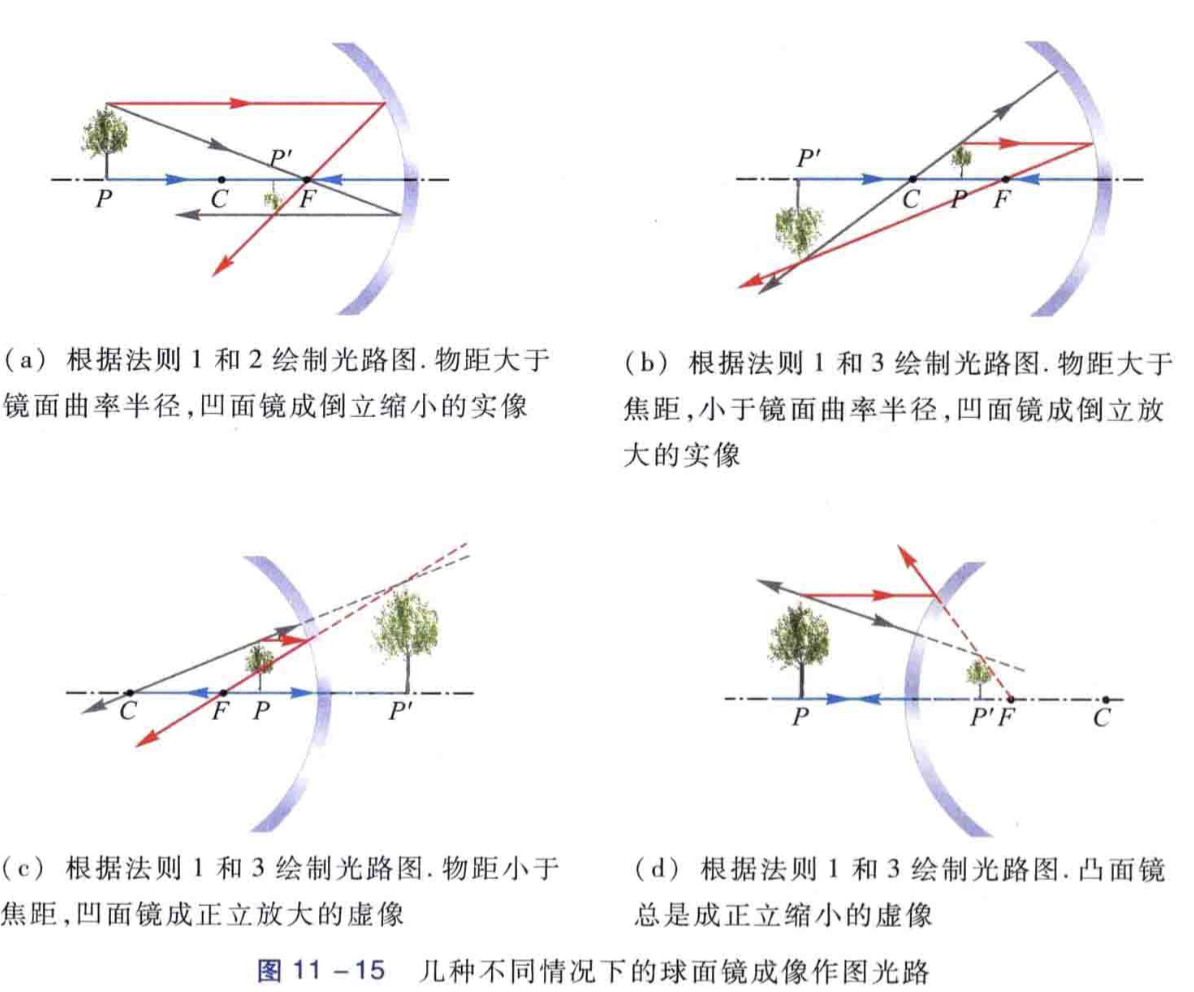 P
C
P′
F
P′
C
P
F
(a) 根据法则 1 和 2 绘制光路图. 物距大于
镜面曲率半径,凹面镜成倒立缩小的实像
(b) 根据法则 1 和 3 绘制光路图. 物距大于
焦距,小于镜面曲率半径,凹面镜成倒立放
大的实像
C
F
P
P′
P
P′
F
C
(c) 根据法则 1 和 3 绘制光路图. 物距小于
焦距,凹面镜成正立放大的虚像
(d) 根据法则 1 和 3 绘制光路图. 凸面镜
总是成正立缩小的虚像
图 11-15 几种不同情况下的球面镜成像作图光路